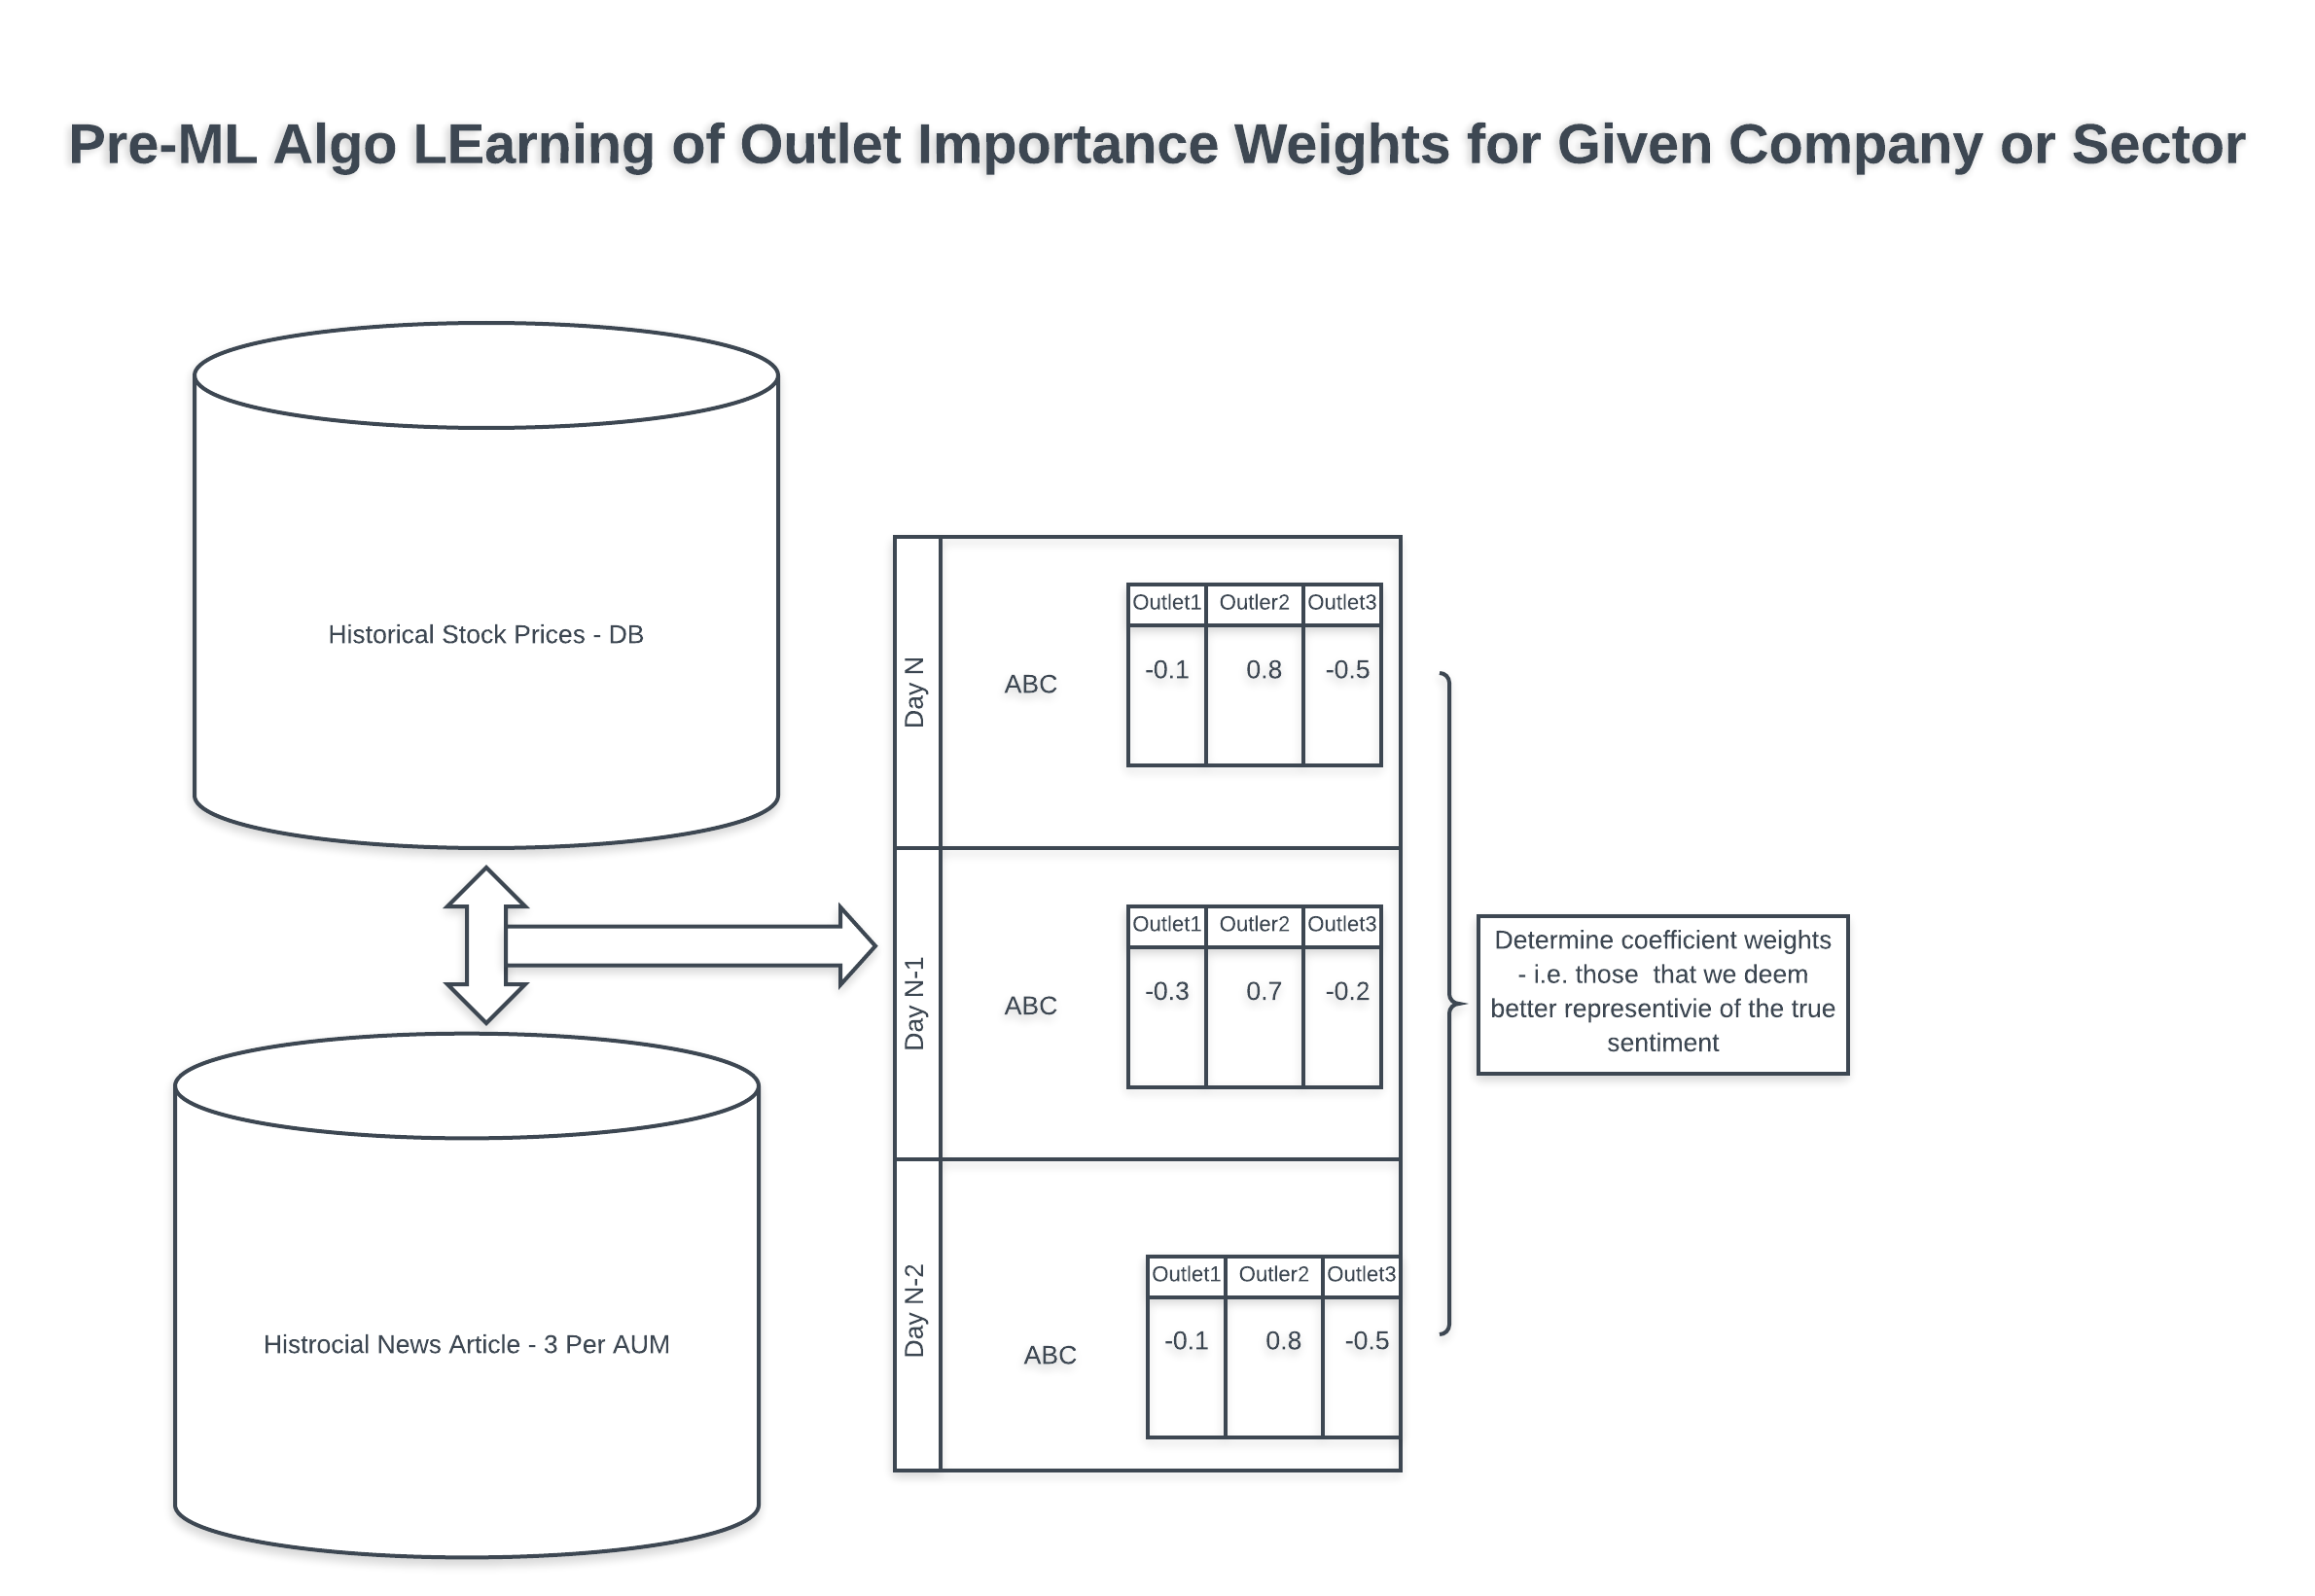 Pre-ML Algo LEarning of Outlet Importance Weights for Given Company or Sector
Historical Stock Prices - DB
Histrocial News Article - 3 Per AUM
Day N
ABC
Outlet1 Outler2 Outlet3
-0.1 0.8 -0.5
Day N-1
ABC
Outlet1 Outler2 Outlet3
-0.3 0.7 -0.2
Day N-2
ABC
Outlet1 Outler2 Outlet3
-0.1 0.8 -0.5
Determine coefficient weights
- i.e. those  that we deem
better representivie of the true
sentiment